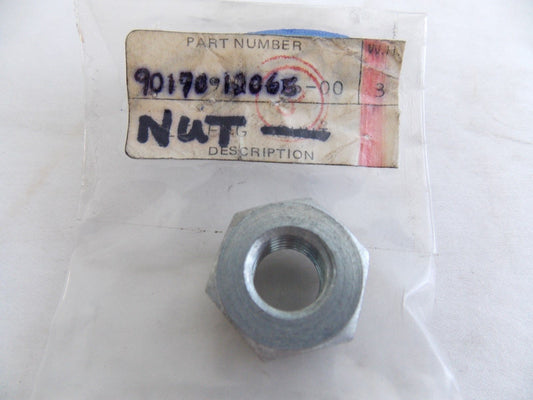 PART NUMBER W.H.
90170-12065-00 3
NUT —
DESCRIPTION